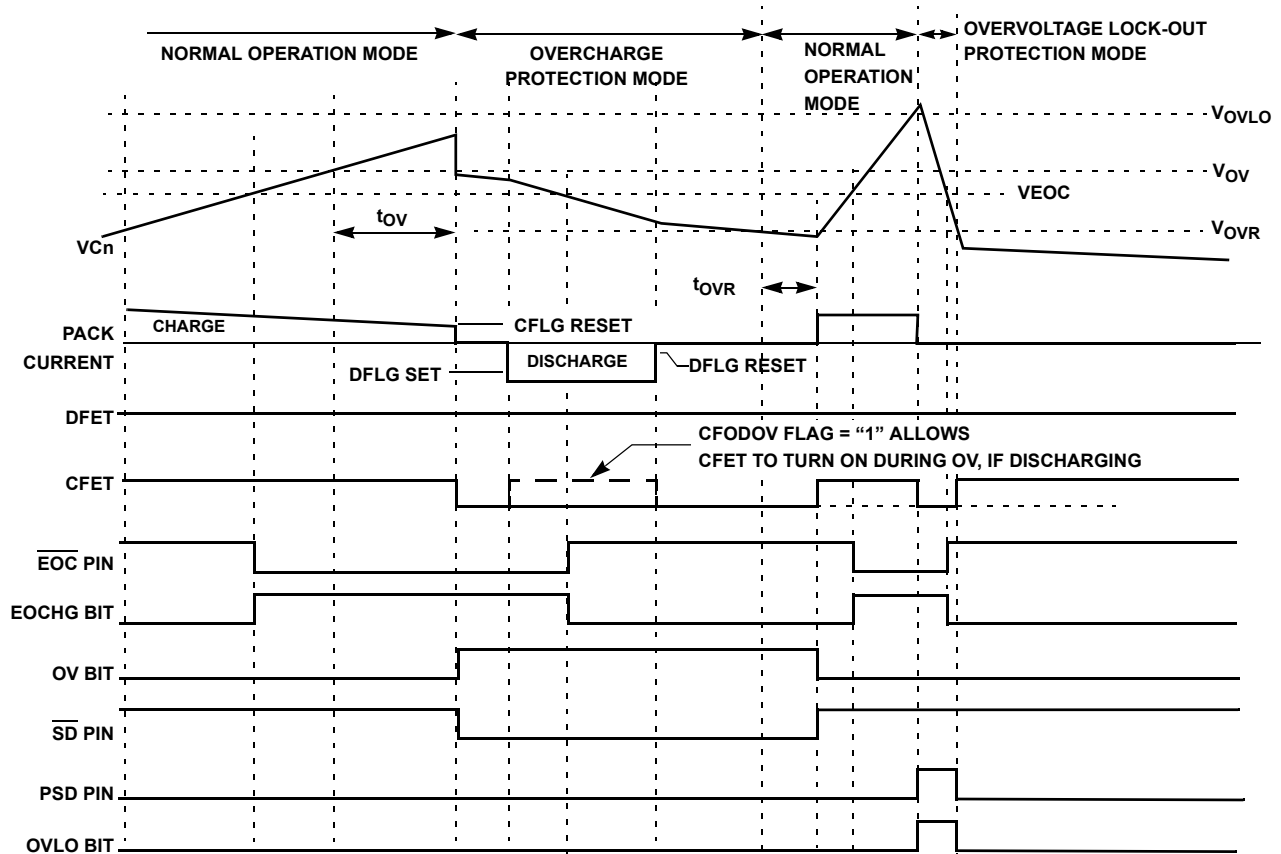 NORMAL OPERATION MODE
OVERCHARGE
PROTECTION MODE
NORMAL
OPERATION
MODE
OVERVOLTAGE LOCK-OUT
PROTECTION MODE
VOVLO
VOV
VEOC
VOVR
tOV
VCn
tOVR
CHARGE
CFLG RESET
PACK
CURRENT
DFLG SET
DISCHARGE
DFLG RESET
DFET
CFODOV FLAG = “1” ALLOWS
CFET TO TURN ON DURING OV, IF DISCHARGING
CFET
EOC PIN
EOCHG BIT
OV BIT
SD PIN
PSD PIN
OVLO BIT